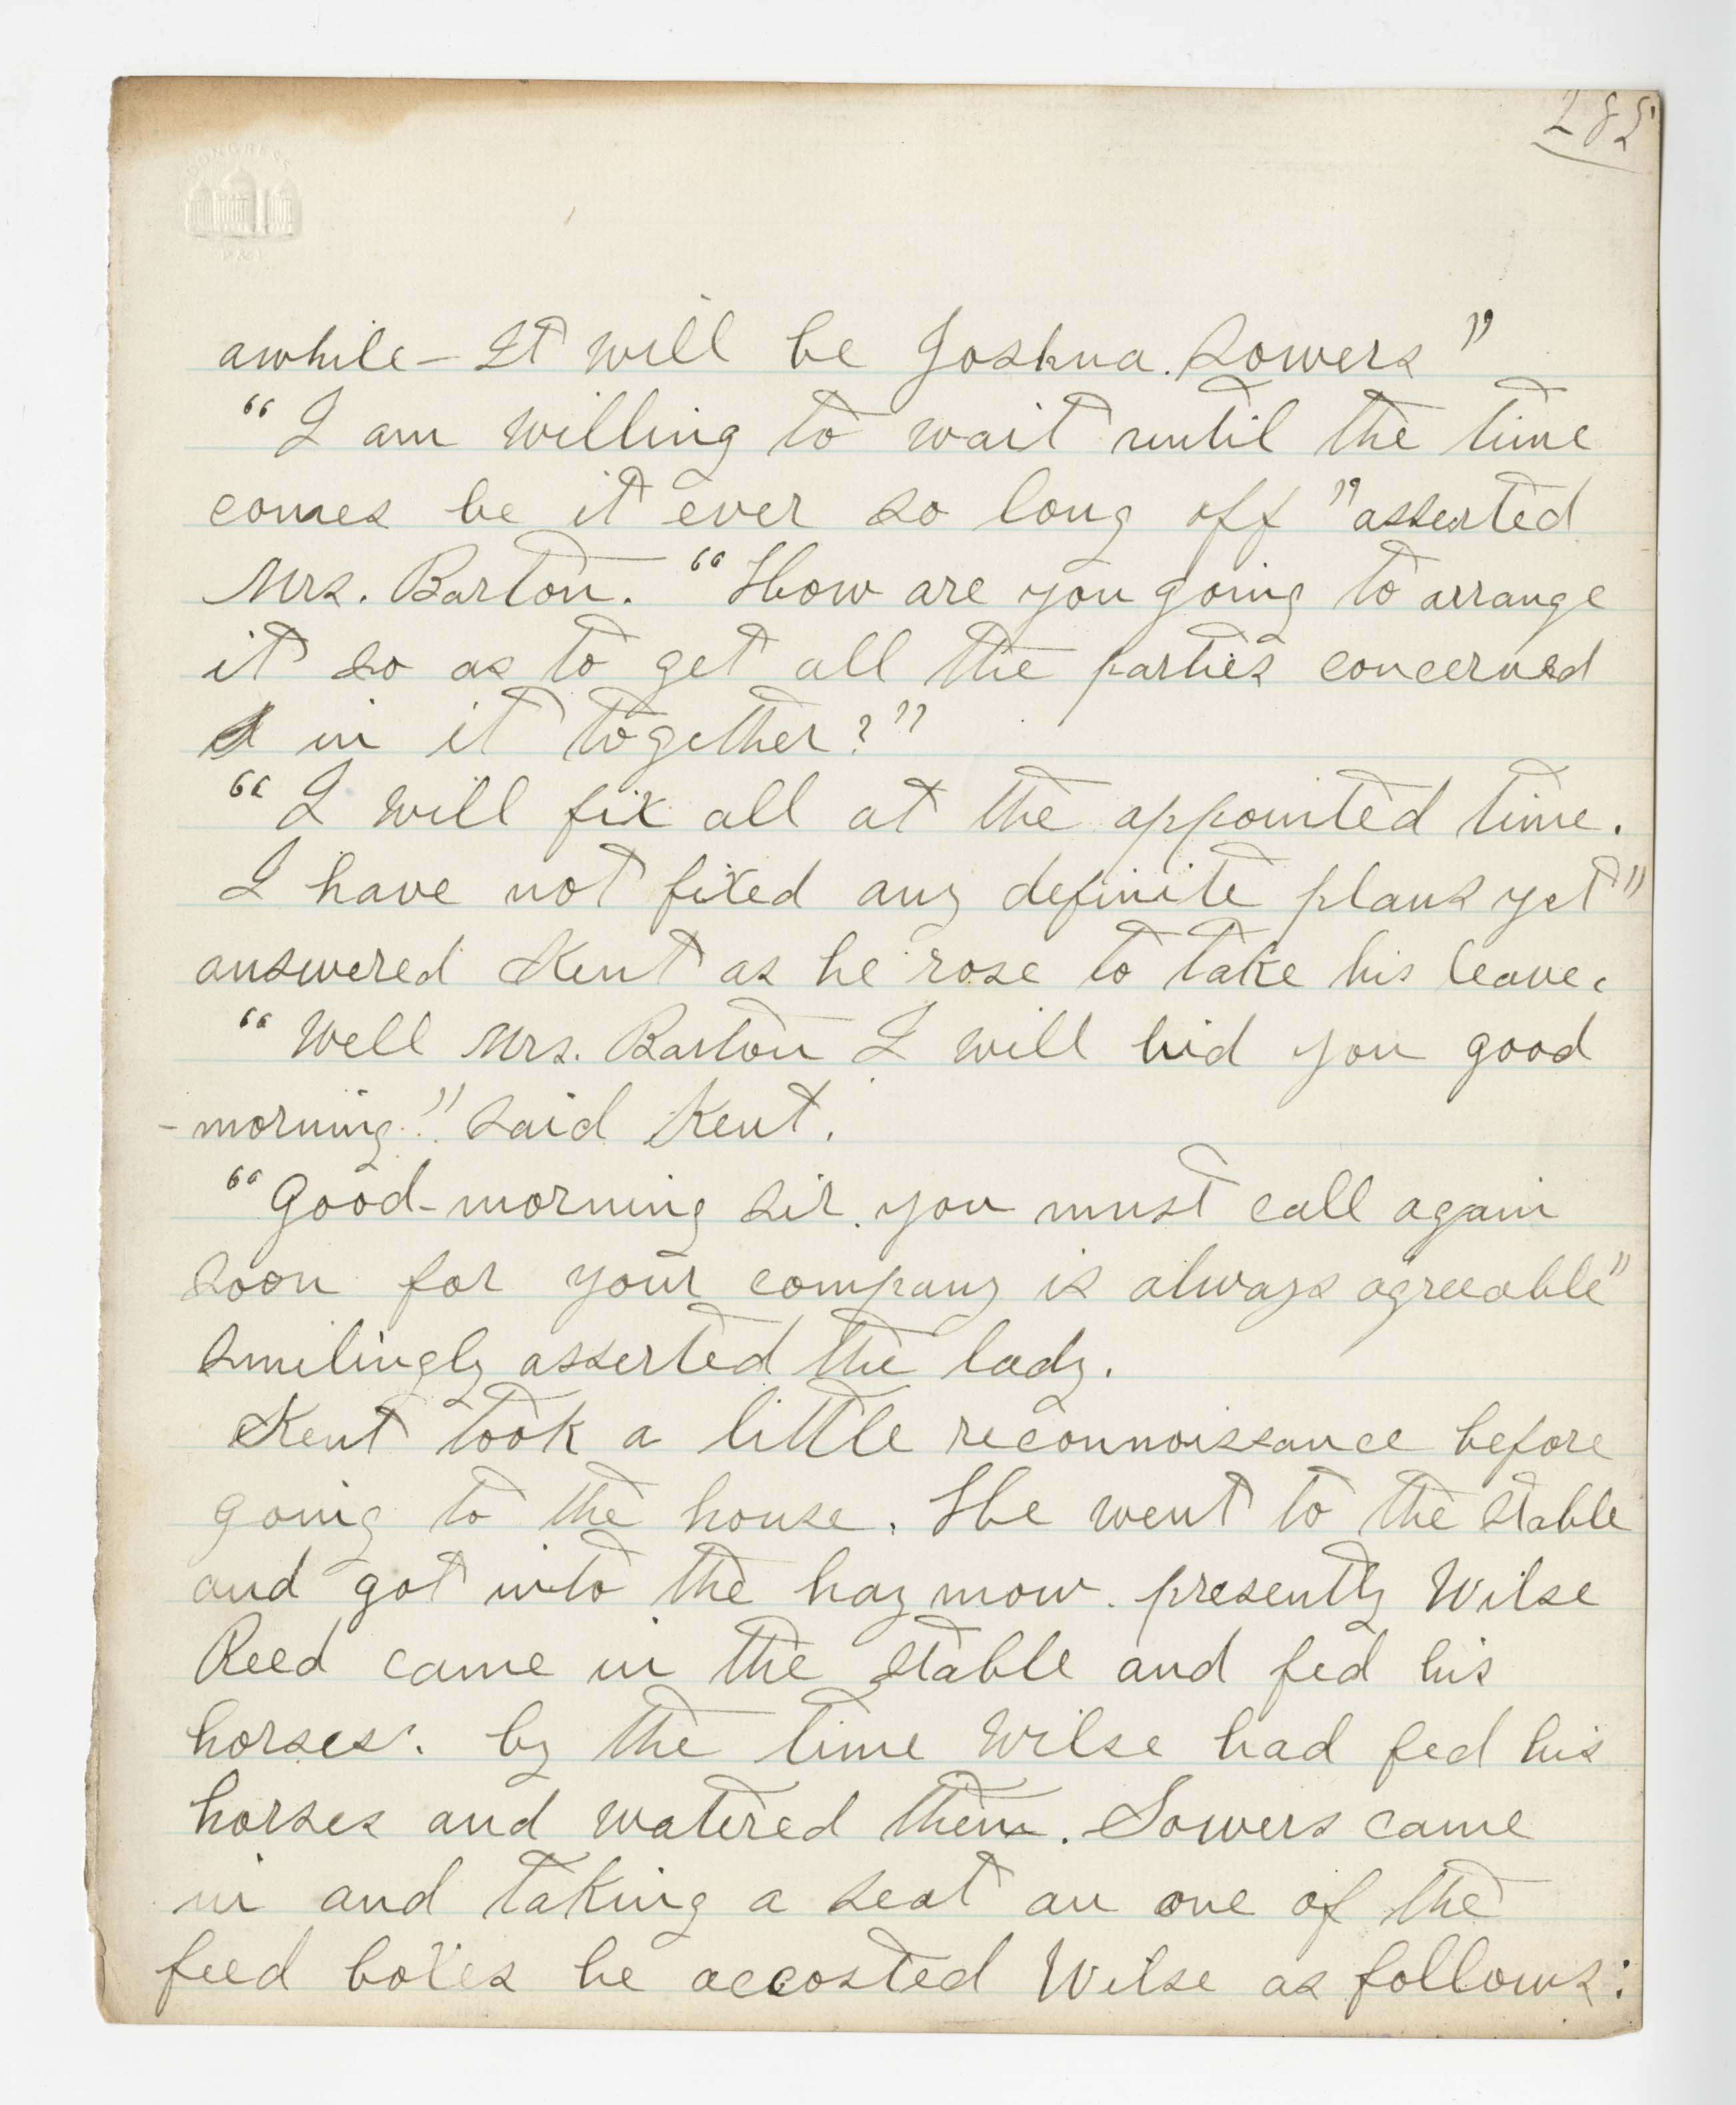 285
CONGRESS
P & P
awhile – It will be Joshua. Sowers"
"I am willing to wait until the time
comes be it ever so long off" asserted
Mrs. Barton. "How are you going to arrange
it so as to get all the parties concerned
in it together?"
"I will fix all at the appointed time.
I have not fixed any definite plans yet"
answered Kent as he rose to take his leave.
"Well Mrs. Barton I will bid you good
-morning." said Kent.
"Good-morning sir. you must call again
soon for your company is always agreeable"
smilingly asserted the lady.
Kent took a little reconnoissance before
going to the house. He went to the stable
and got into the hay mow. presently Wilse
Reed came in the stable and fed his
horses. by the time Wilse had fed his
horses and watered them. Sowers came
in and taking a seat an one of the
feed boxes he accosted Wilse as follows: